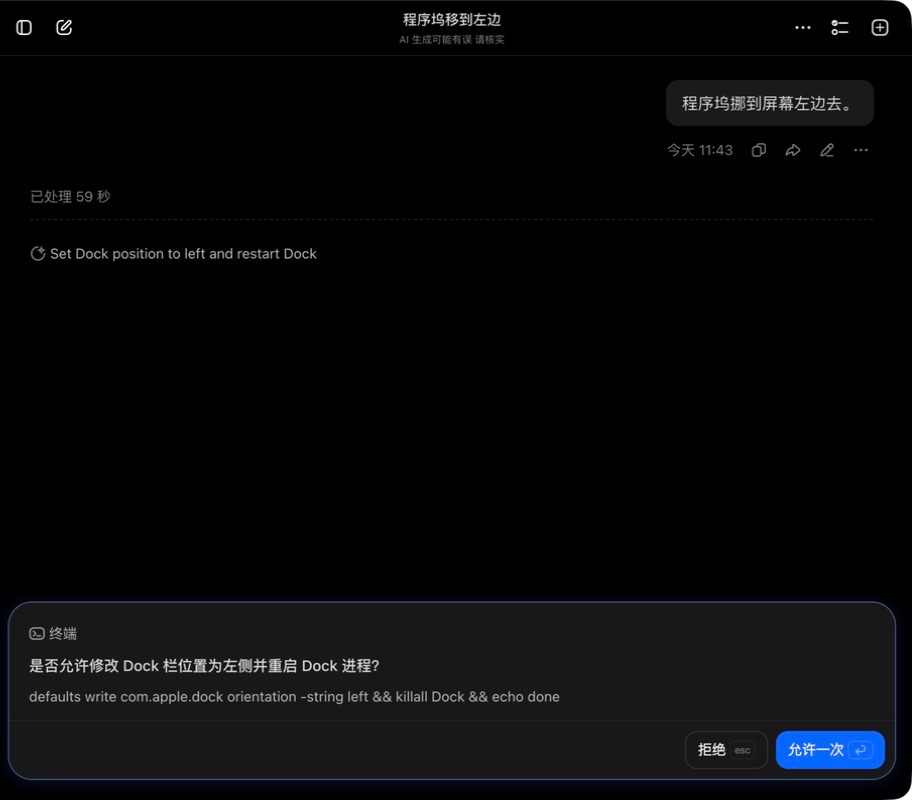 程序坞移到左边
AI 生成可能有误 请核实
程序坞挪到屏幕左边去。
今天 11:43
已处理 59 秒
Set Dock position to left and restart Dock
终端
是否允许修改 Dock 栏位置为左侧并重启 Dock 进程?
defaults write com.apple.dock orientation -string left && killall Dock && echo done
拒绝 esc
允许一次